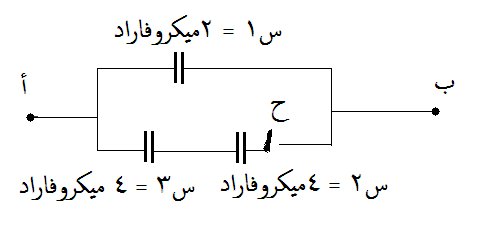 س١ = ٢ميكروفاراد
أ
ب
ح
س٣ = ٤ ميكروفاراد
س٢ = ٤ميكروفاراد